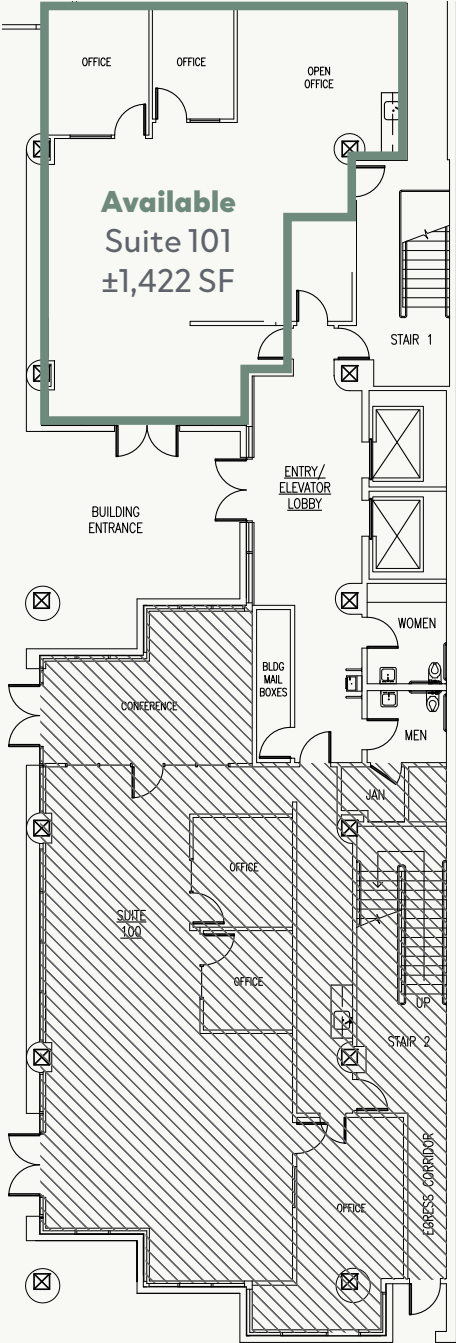 OFFICE
OFFICE
OPEN
OFFICE
Available
Suite 101
±1,422 SF
STAIR 1
ENTRY/
ELEVATOR
LOBBY
BUILDING
ENTRANCE
WOMEN
BLDG
MAIL
BOXES
CONFERENCE
MEN
JAN
OFFICE
SUITE
100
OFFICE
UP
STAIR 2
EGRESS CORRIDOR
OFFICE